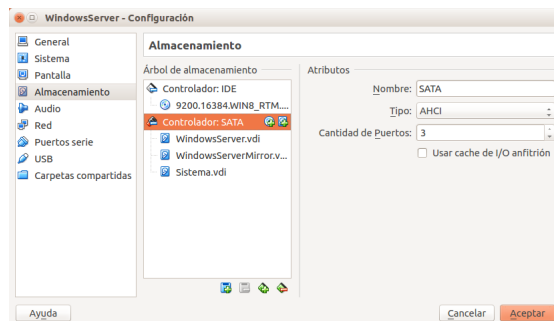 WindowsServer - Configuración
General
Sistema
Pantalla
Almacenamiento
Audio
Red
Puertos serie
USB
Carpetas compartidas
Almacenamiento
Árbol de almacenamiento
Controlador: IDE
9200.16384.WIN8_RTM....
Controlador: SATA
WindowsServer.vdi
WindowsServerMirror.v...
Sistema.vdi
Atributos
Nombre: SATA
Tipo: AHCI
Cantidad de Puertos: 3
Usar cache de I/O anfitrión
Ayuda
Cancelar
Aceptar